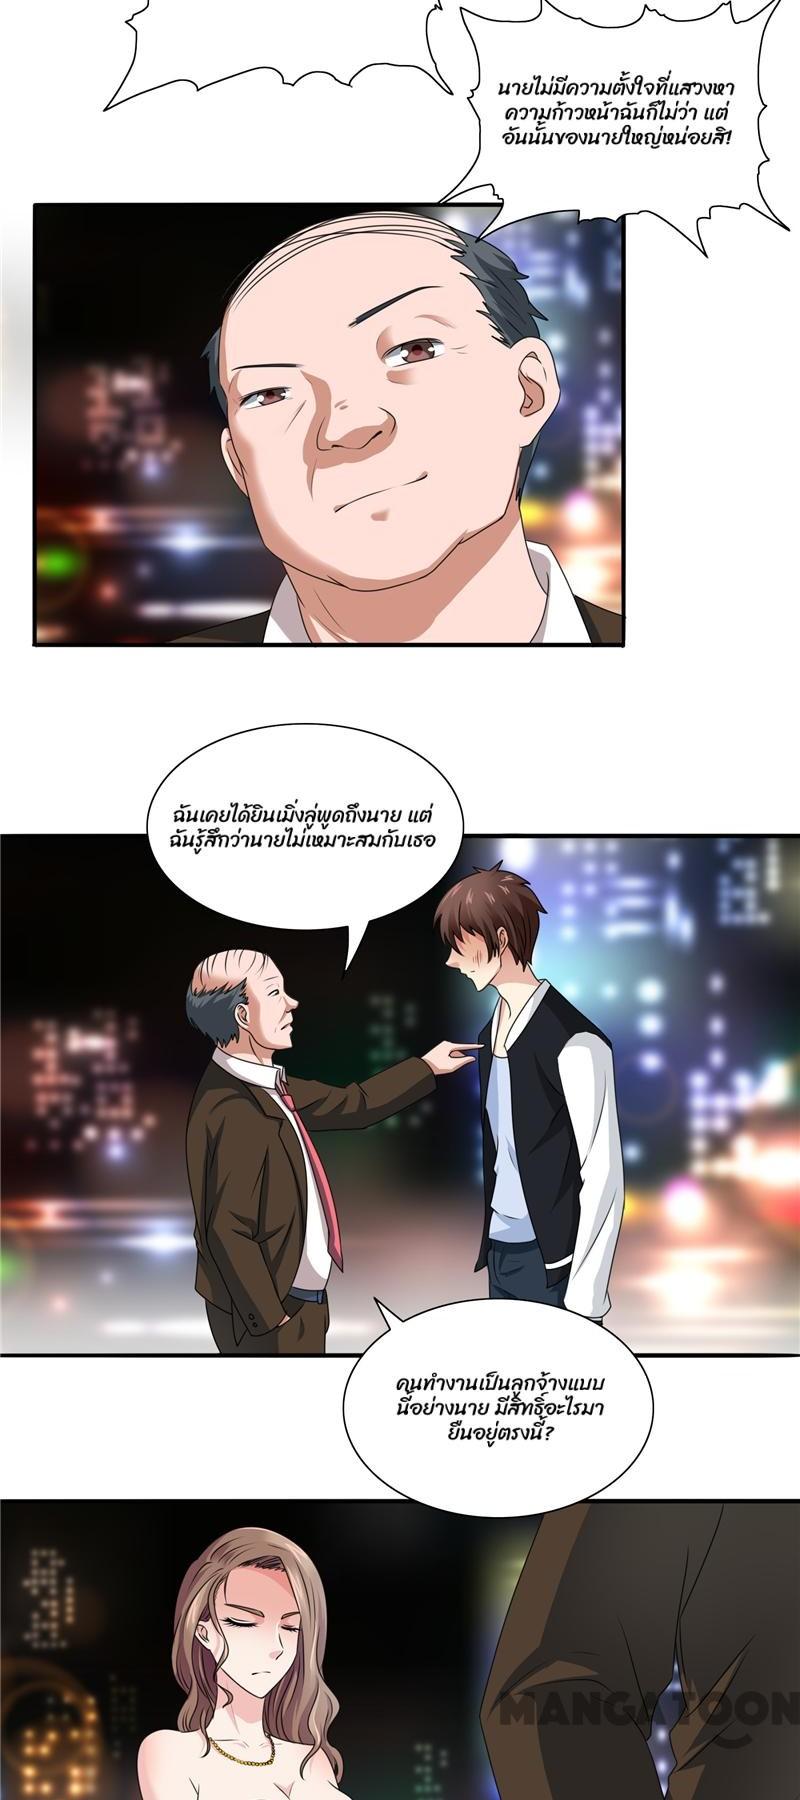 นายไม่มีความตั้งใจที่แสวงหา
ความก้าวหน้าฉันก็ไม่ว่า แต่
อันนั้นของนายใหญ่หน่อยสิ!
ฉันเคยได้ยินเมิ่งลู่พูดถึงนาย แต่
ฉันรู้สึกว่านายไม่เหมาะสมกับเธอ
คนทำงานเป็นลูกจ้างแบบ
นี้อย่างนาย มีสิทธิ์อะไรมา
ยืนอยู่ตรงนี้?
MANGATOON